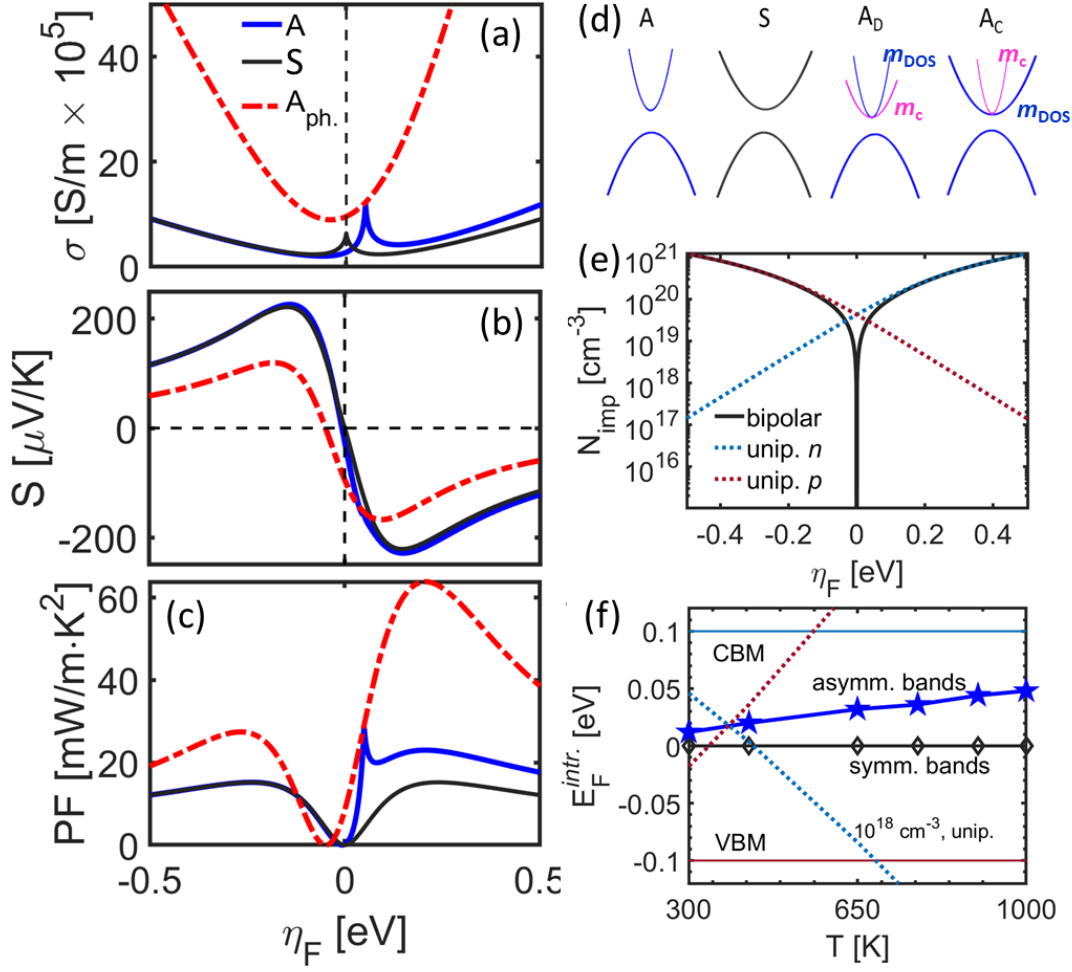 (a)
A
S
A_ph.
σ [S/m × 10^5]
40
20
10
0
(b)
S [μV/K]
200
0
-200
(c)
PF [mW/m·K^2]
60
40
20
0
-0.5
0
0.5
η_F [eV]
(d)
A
S
A_D
A_C
m_DOS
m_c
m_c
m_DOS
(e)
N_imp [cm^-3]
10^21
10^20
10^19
10^18
10^17
10^16
bipolar
unip. n
unip. p
-0.4
-0.2
0
0.2
0.4
η_F [eV]
(f)
E_F^intr. [eV]
0.1
0.05
0
-0.05
-0.1
CBM
asymm. bands
symm. bands
10^18 cm^-3, unip.
VBM
300
650
1000
T [K]